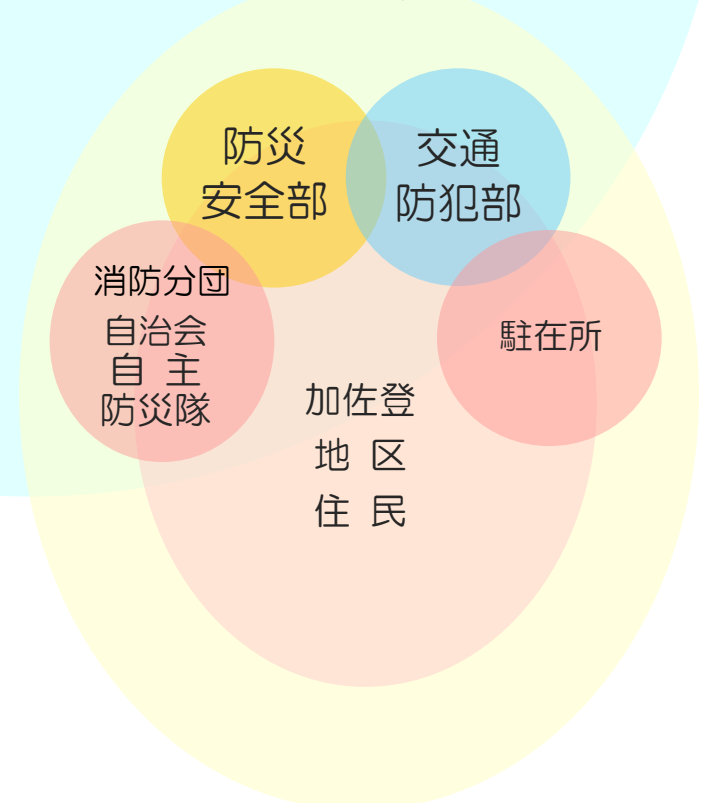 防災
安全部
交通
防犯部
消防分団
自治会
自 主
防災隊
駐在所
加佐登
地 区
住 民